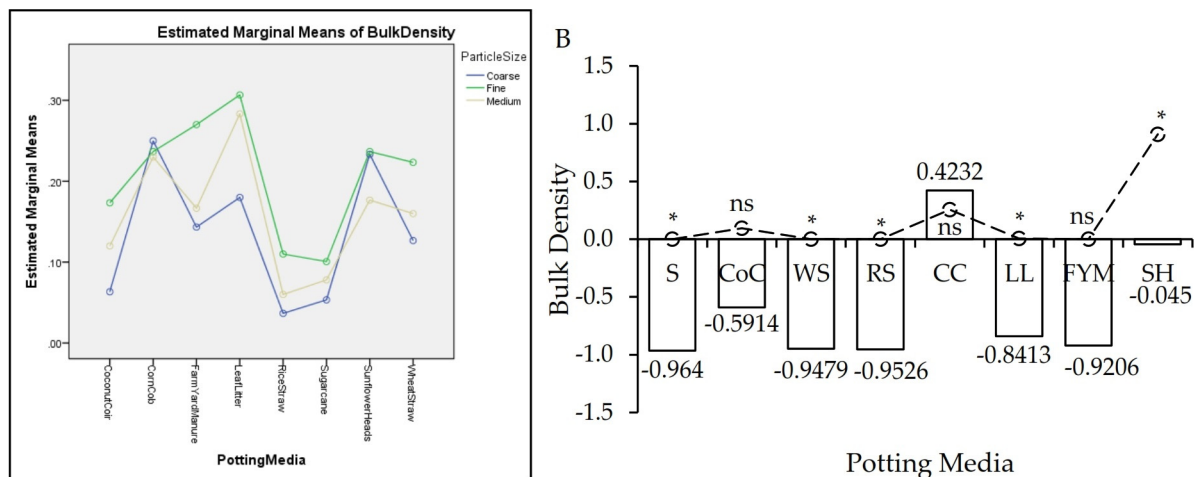 Estimated Marginal Means of BulkDensity
ParticleSize
Coarse
Fine
Medium
Estimated Marginal Means
.30
.20
.10
.00
CoconutCoir
CornCob
FarmYardManure
LeafLitter
RiceStraw
Sugarcane
SunflowerHeads
WheatStraw
PottingMedia
B
Bulk Density
1.5
1.0
0.5
0.0
-0.5
-1.0
-1.5
* ns * * 0.4232 ns * ns *
S CoC WS RS CC LL FYM SH
-0.964 -0.5914 -0.9479 -0.9526 -0.8413 -0.9206 -0.045
Potting Media